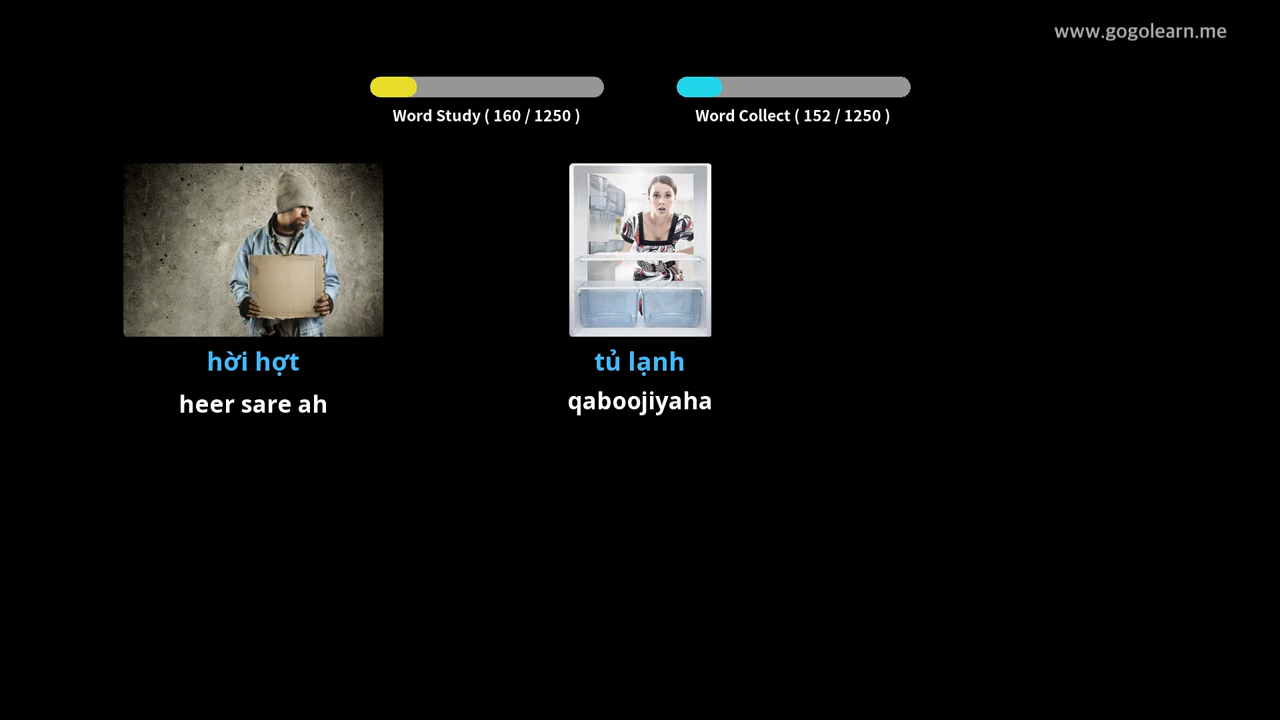 www.gogolearn.me
Word Study ( 160 / 1250 )
Word Collect ( 152 / 1250 )
hời hợt
heer sare ah
tủ lạnh
qaboojiyaha